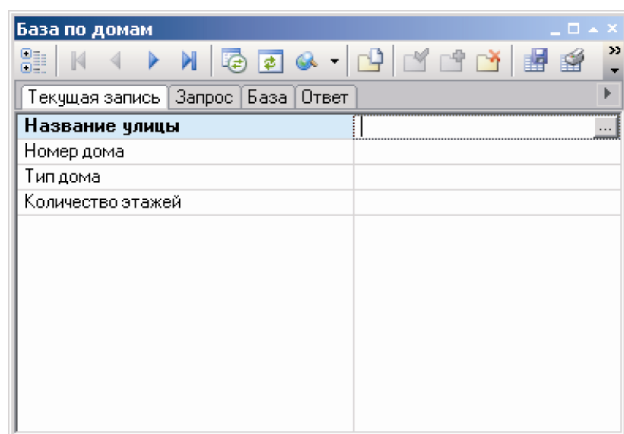 База по домам
Текущая запись Запрос База Ответ
Название улицы
Номер дома
Тип дома
Количество этажей